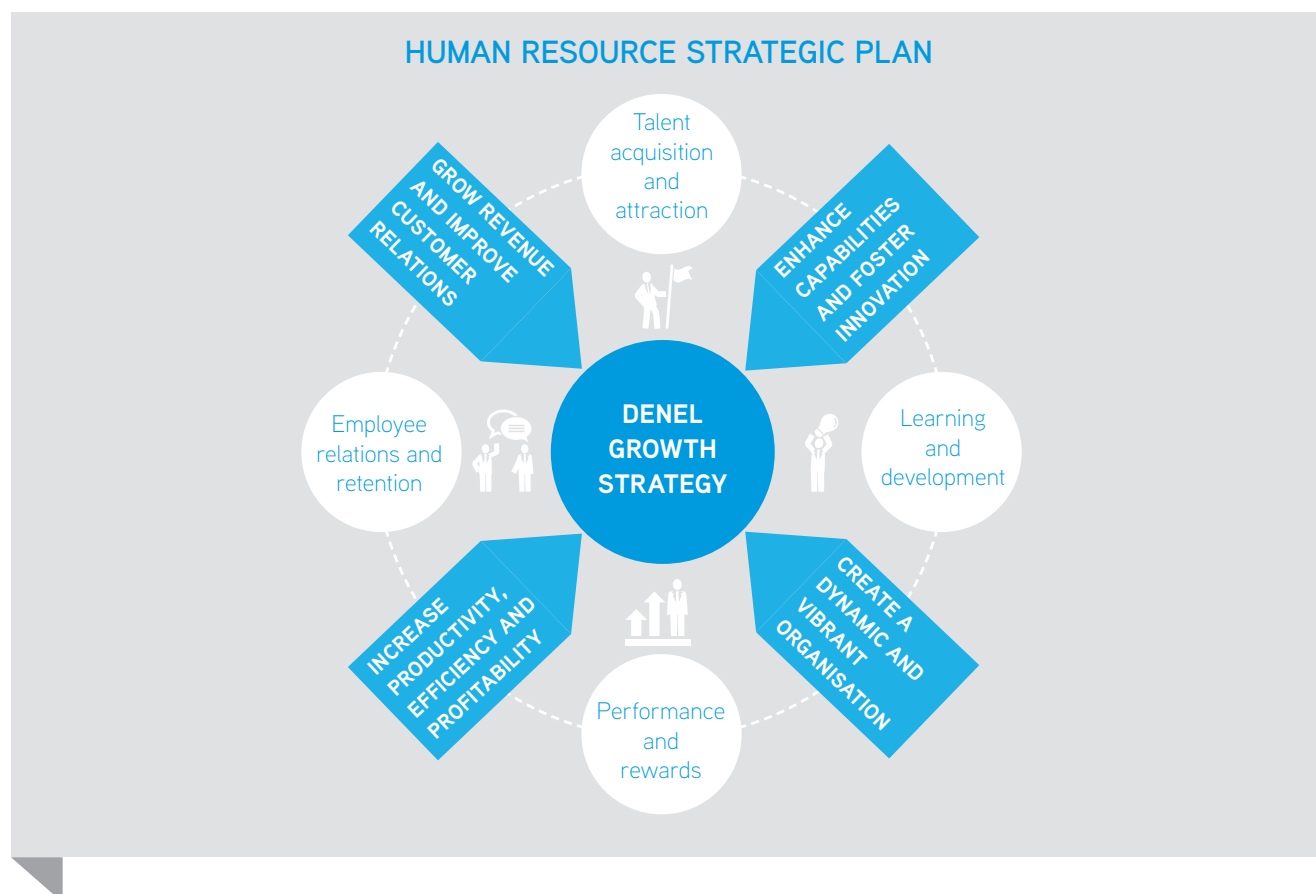 HUMAN RESOURCE STRATEGIC PLAN
Talent
acquisition
and
attraction
GROW REVENUE
AND IMPROVE
CUSTOMER
RELATIONS
ENHANCE
CAPABILITIES
AND FOSTER
INNOVATION
Employee
relations and
retention
DENEL
GROWTH
STRATEGY
Learning
and
development
INCREASE
PRODUCTIVITY,
EFFICIENCY AND
PROFITABILITY
CREATE A
DYNAMIC AND
VIBRANT
ORGANISATION
Performance
and
rewards